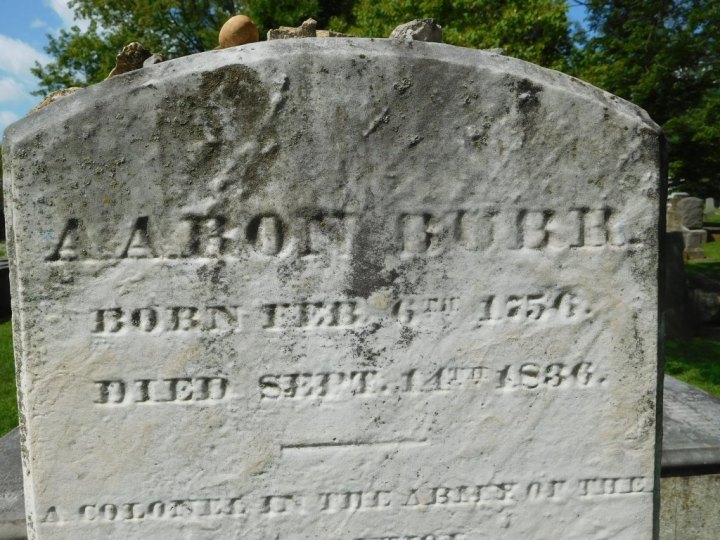 AARON BURR.
BORN FEB. 6TH 1756.
DIED SEPT. 14TH 1836.
A COLONEL IN THE ARMY OF THE